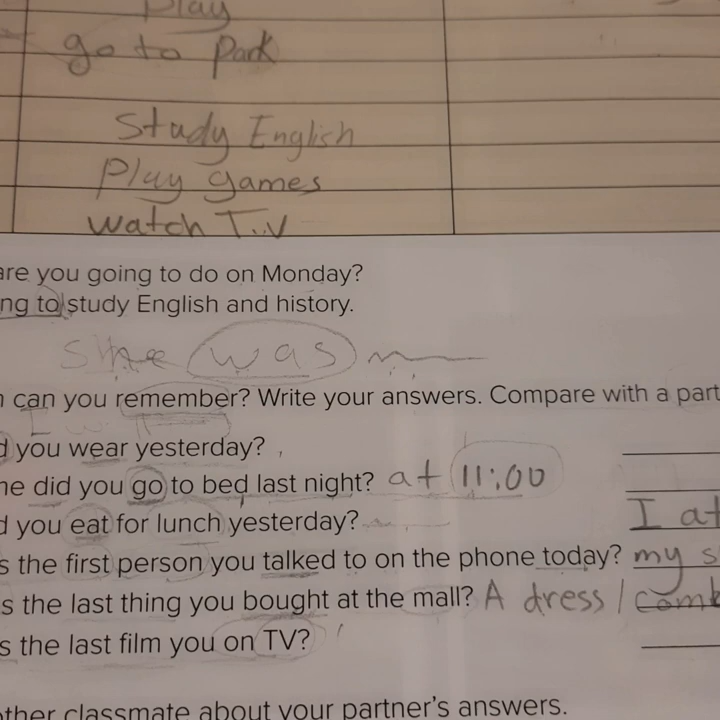 Play
go to Park
Study English
Play games
watch T.V
are you going to do on Monday?
ng to study English and history.
She was
can you remember? Write your answers. Compare with a part
I
d you wear yesterday?
ne did you go to bed last night? at 11:00
d you eat for lunch yesterday? I at
s the first person you talked to on the phone today? my s
s the last thing you bought at the mall? A dress / comb
s the last film you on TV?
other classmate about your partner's answers.